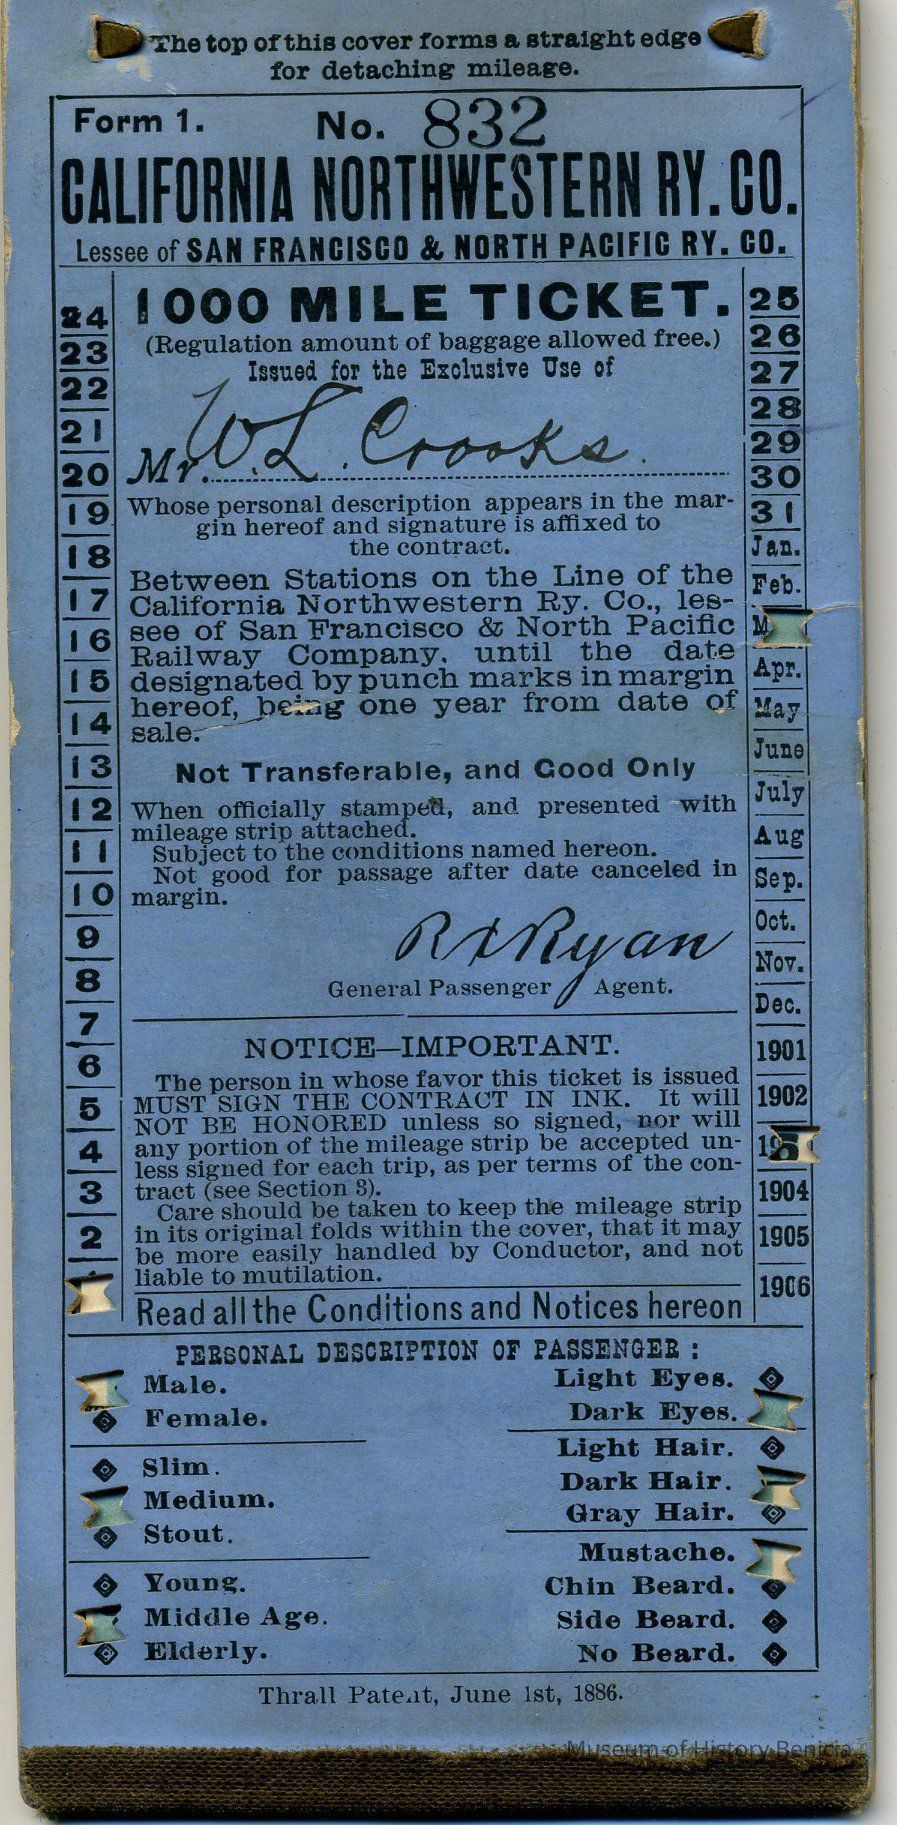 The top of this cover forms a straight edge
for detaching mileage.
Form 1. No. 832
CALIFORNIA NORTHWESTERN RY. CO.
Lessee of SAN FRANCISCO & NORTH PACIFIC RY. CO.
1000 MILE TICKET.
(Regulation amount of baggage allowed free.)
Issued for the Exclusive Use of
Mr. W. L. Crooks.
Whose personal description appears in the mar-
gin hereof and signature is affixed to
the contract.
Between Stations on the Line of the
California Northwestern Ry. Co., les-
see of San Francisco & North Pacific
Railway Company, until the date
designated by punch marks in margin
hereof, being one year from date of
sale.
Not Transferable, and Good Only
When officially stamped, and presented with
mileage strip attached.
Subject to the conditions named hereon.
Not good for passage after date canceled in
margin.
R X Ryan
General Passenger Agent.
NOTICE—IMPORTANT.
The person in whose favor this ticket is issued
MUST SIGN THE CONTRACT IN INK. It will
NOT BE HONORED unless so signed, nor will
any portion of the mileage strip be accepted un-
less signed for each trip, as per terms of the con-
tract (see Section 3).
Care should be taken to keep the mileage strip
in its original folds within the cover, that it may
be more easily handled by Conductor, and not
liable to mutilation.
Read all the Conditions and Notices hereon
24
23
22
21
20
19
18
17
16
15
14
13
12
11
10
9
8
7
6
5
4
3
2
25
26
27
28
29
30
31
Jan.
Feb.
M
Apr.
May
June
July
Aug
Sep.
Oct.
Nov.
Dec.
1901
1902
1904
1905
1906
PERSONAL DESCRIPTION OF PASSENGER:
Male.
Female.
Slim.
Medium.
Stout.
Young.
Middle Age.
Elderly.
Light Eyes.
Dark Eyes.
Light Hair.
Dark Hair.
Gray Hair.
Mustache.
Chin Beard.
Side Beard.
No Beard.
Thrall Patent, June 1st, 1886.
Museum of History Benicia